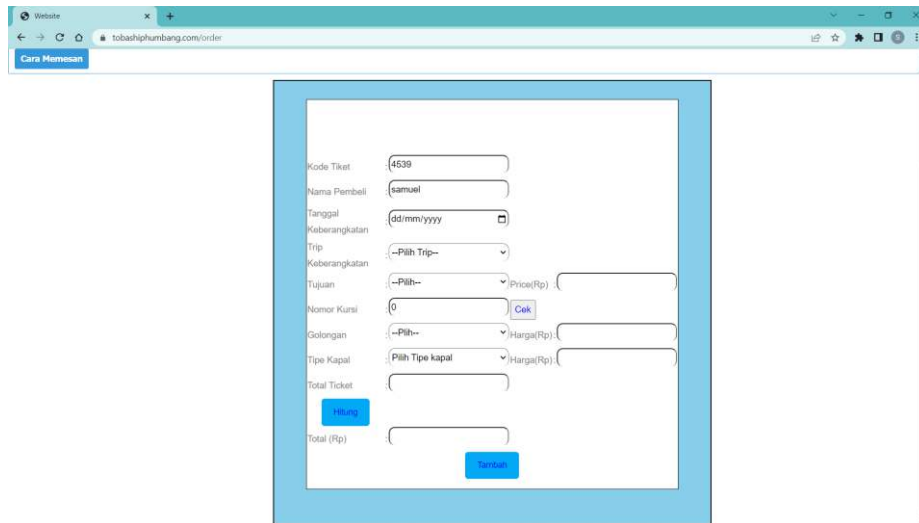 Website
tobashiphumbang.com/order
S
Cara Memesan
Kode Tiket : 4539
Nama Pembeli : samuel
Tanggal
Keberangkatan : dd/mm/yyyy
Trip
Keberangkatan : --Pilih Trip--
Tujuan : --Pilih-- Price(Rp) :
Nomor Kursi : 0 Cek
Golongan : --Plih-- Harga(Rp) :
Tipe Kapal : Pilih Tipe kapal Harga(Rp) :
Total Ticket :
Hitung
Total (Rp) :
Tambah